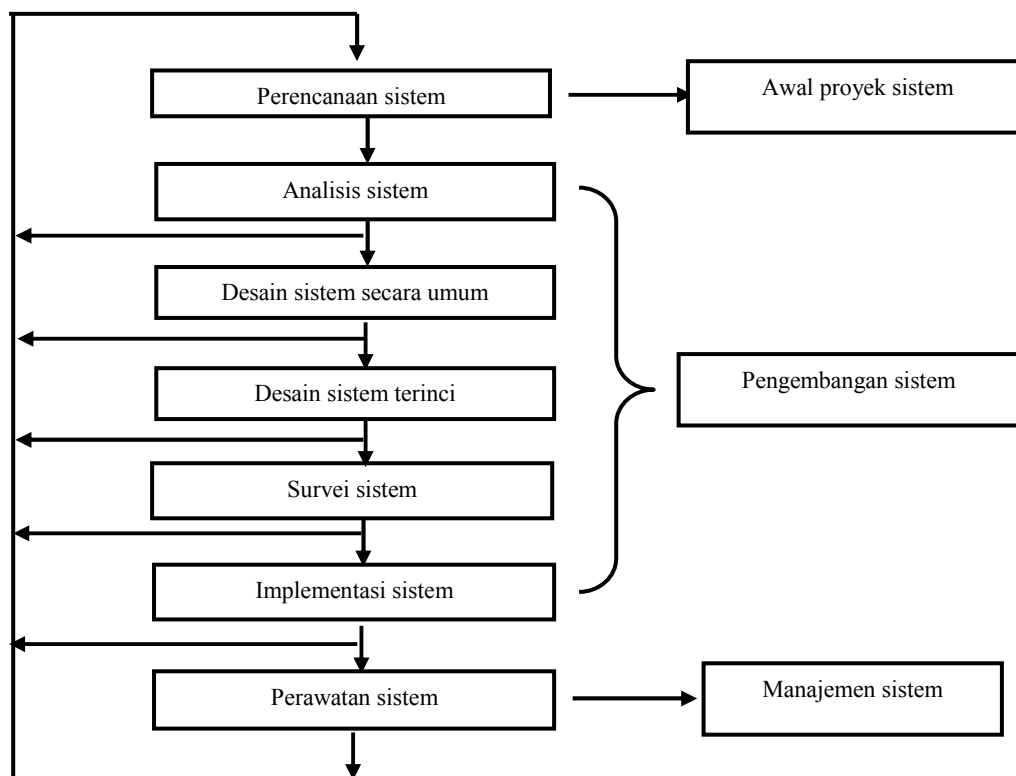 Perencanaan sistem
Awal proyek sistem
Analisis sistem
Desain sistem secara umum
Desain sistem terinci
Pengembangan sistem
Survei sistem
Implementasi sistem
Perawatan sistem
Manajemen sistem